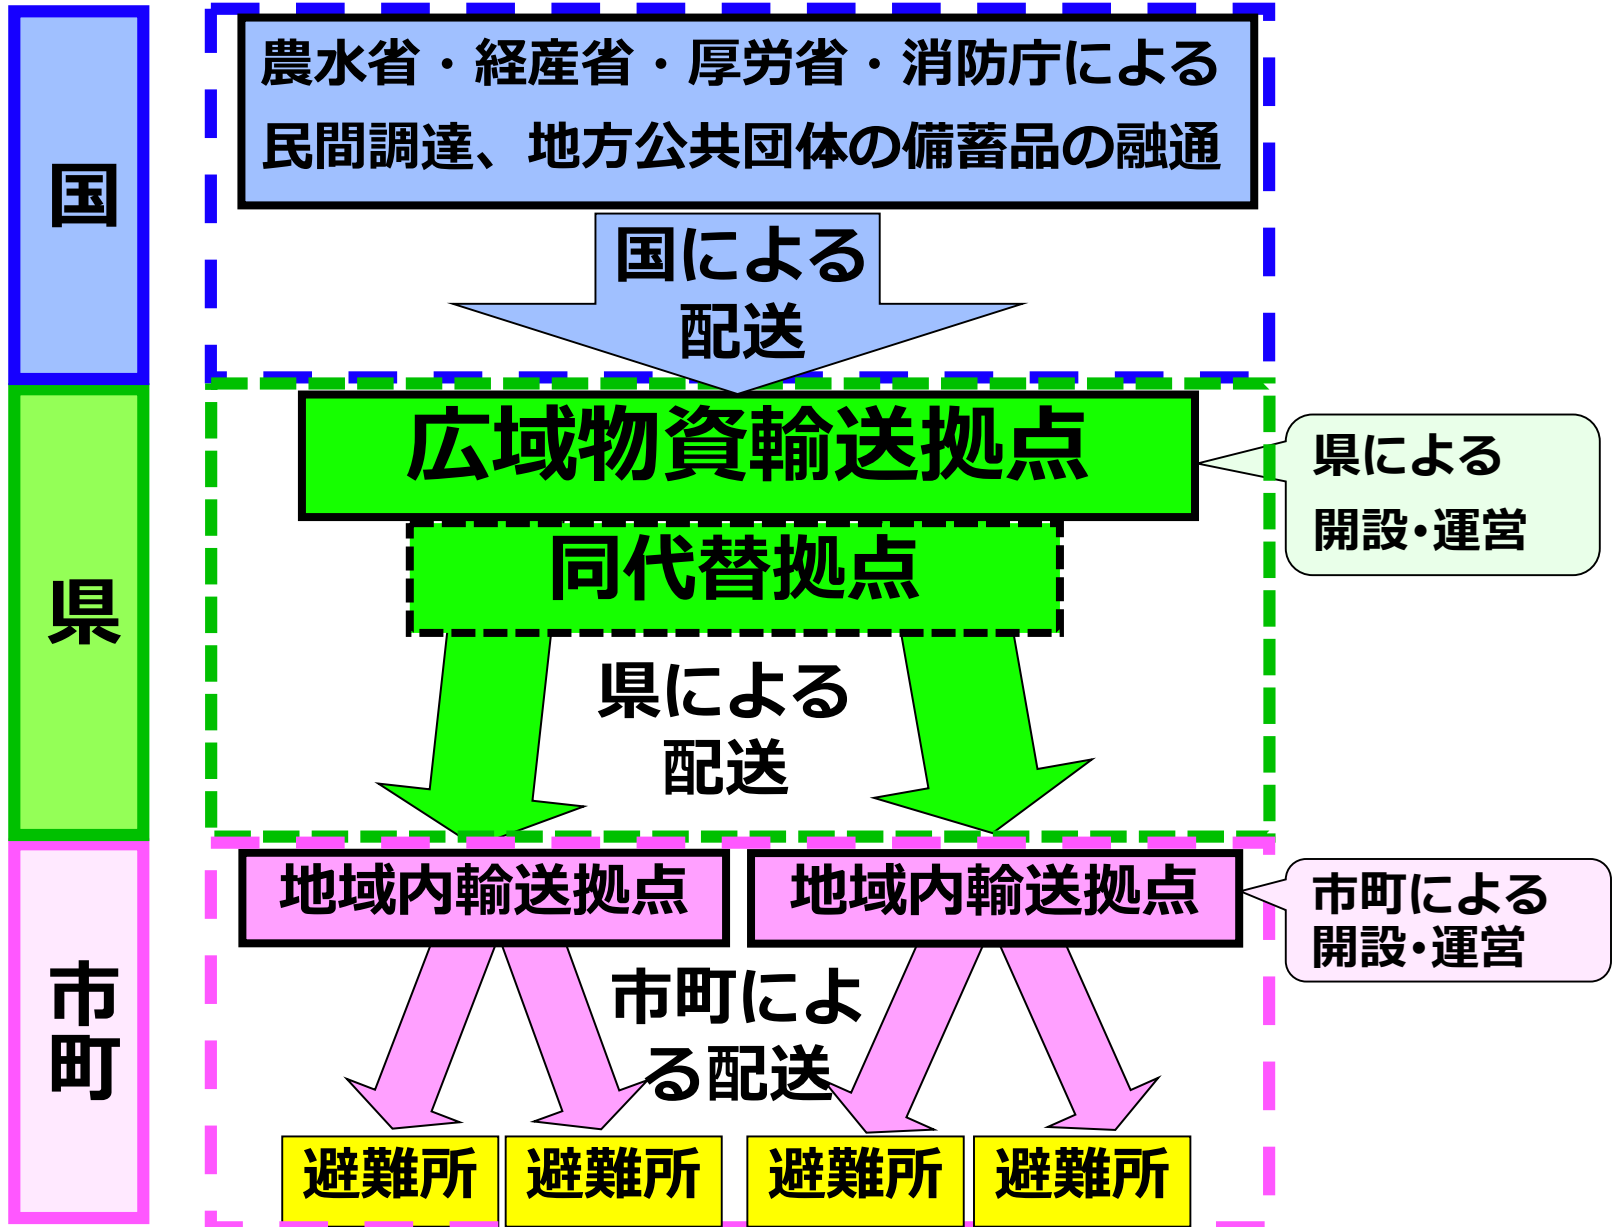 国
農水省・経産省・厚労省・消防庁による
民間調達、地方公共団体の備蓄品の融通
国による
配送
県
広域物資輸送拠点
同代替拠点
県による
開設・運営
県による
配送
市
町
地域内輸送拠点
地域内輸送拠点
市町による
開設・運営
市町によ
る配送
避難所
避難所
避難所
避難所